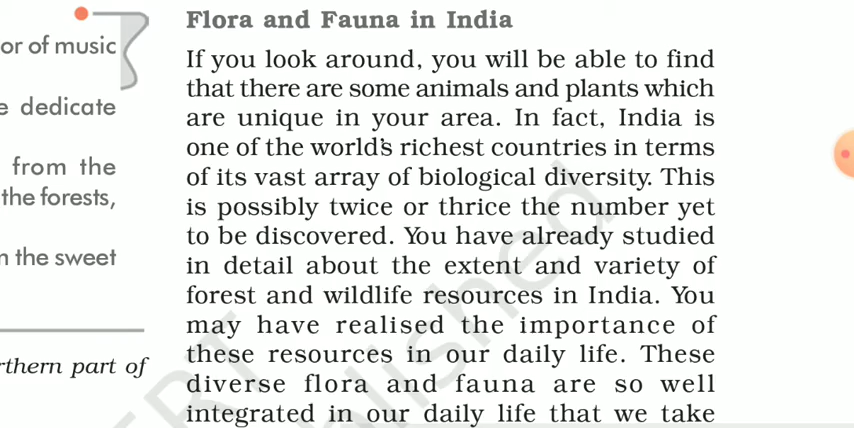 or of music
e dedicate
from the
the forests,
n the sweet
rthern part of
Flora and Fauna in India
If you look around, you will be able to find
that there are some animals and plants which
are unique in your area. In fact, India is
one of the world's richest countries in terms
of its vast array of biological diversity. This
is possibly twice or thrice the number yet
to be discovered. You have already studied
in detail about the extent and variety of
forest and wildlife resources in India. You
may have realised the importance of
these resources in our daily life. These
diverse flora and fauna are so well
integrated in our daily life that we take